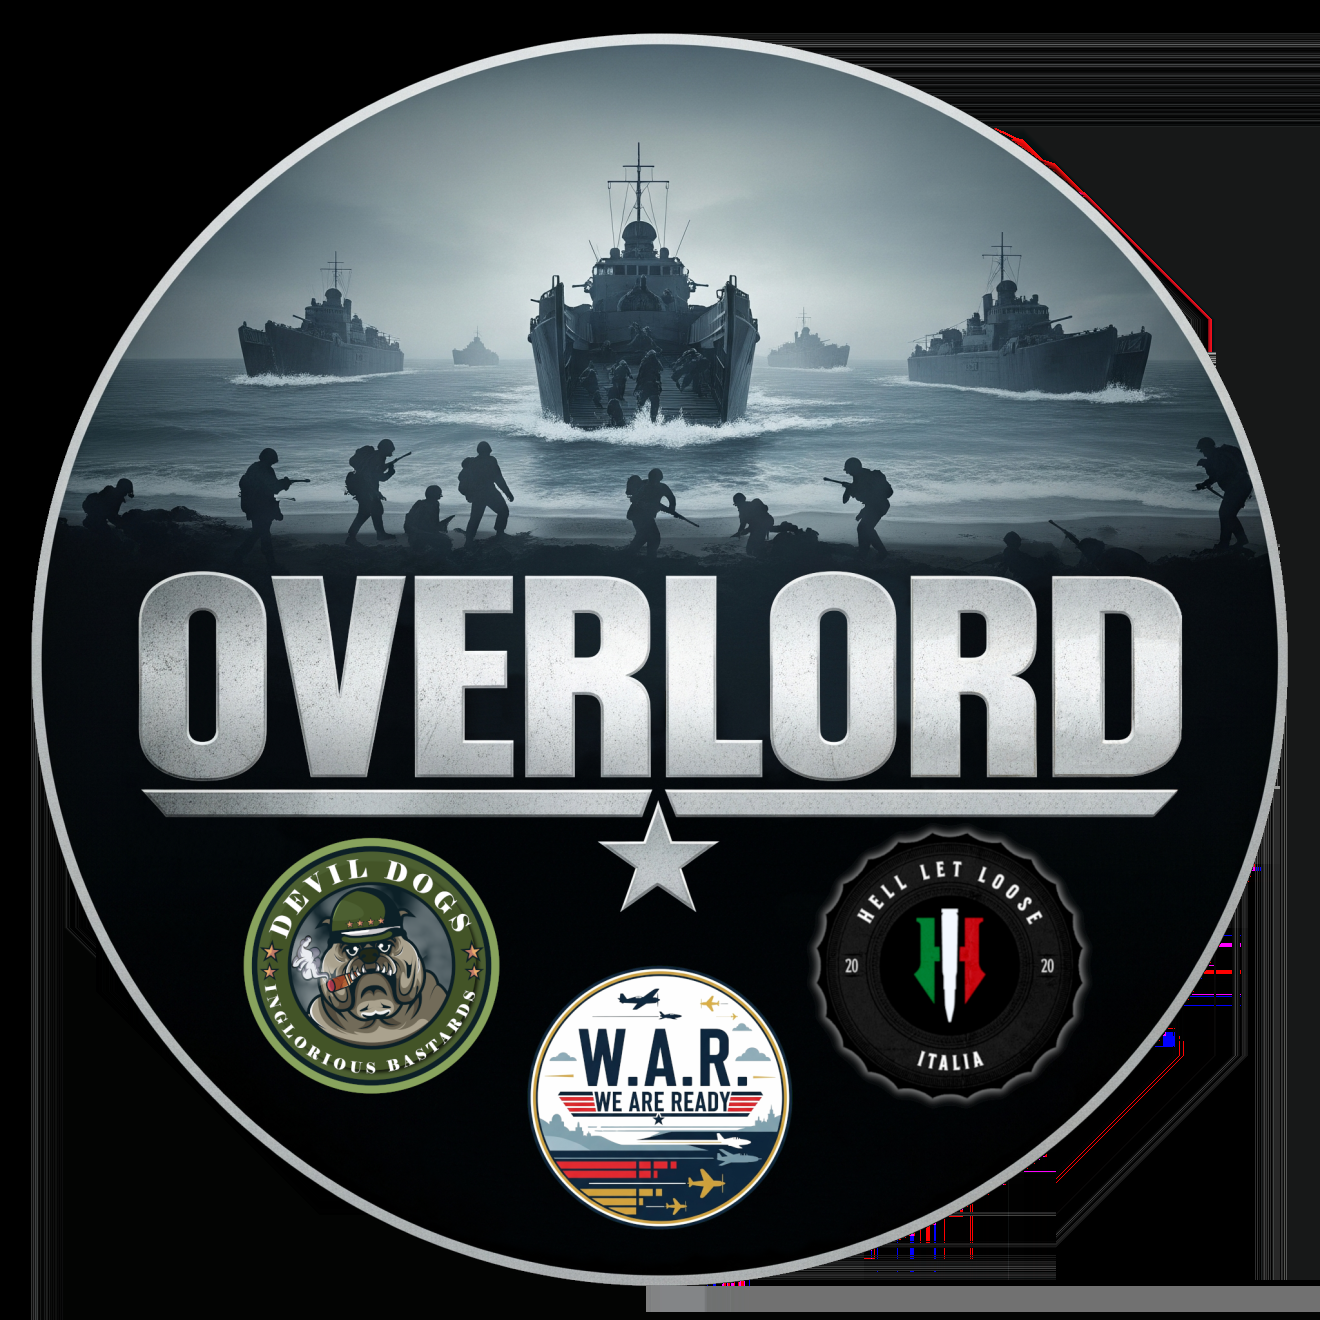 OVERLORD
DEVIL DOGS
INGLORIOUS BASTARDS
W.A.R.
WE ARE READY
HELL LET LOOSE
20 20
ITALIA